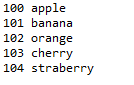 100 apple
101 banana
102 orange
103 cherry
104 straberry